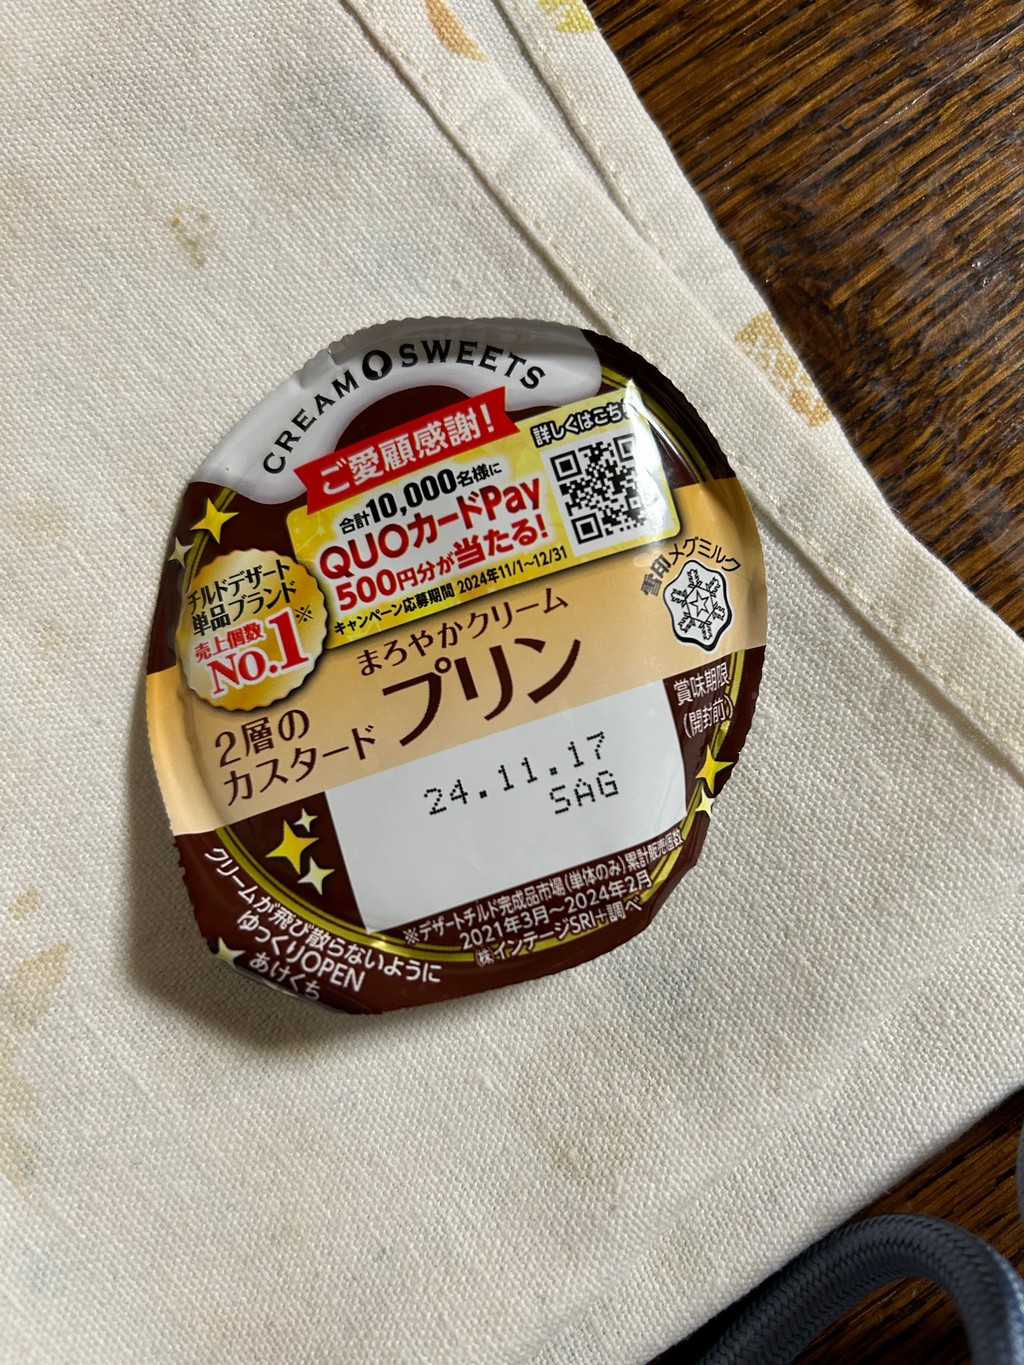 CREAM SWEETS
ご愛顧感謝！
詳しくはこちら
合計10,000名様に
QUOカードPay
500円分が当たる！
キャンペーン応募期間 2024年11/1~12/31
チルドデザート
単品ブランド※
売上個数
No.1
雪印メグミルク
まろやかクリーム
2層の
カスタード
プリン
賞味期限
（開封前）
24.11.17
SAG
※デザートチルド完成品市場（単体のみ）累計販売個数
2021年3月～2024年2月
㈱インテージSRI+調べ
クリームが飛び散らないように
ゆっくりOPEN
あけくち